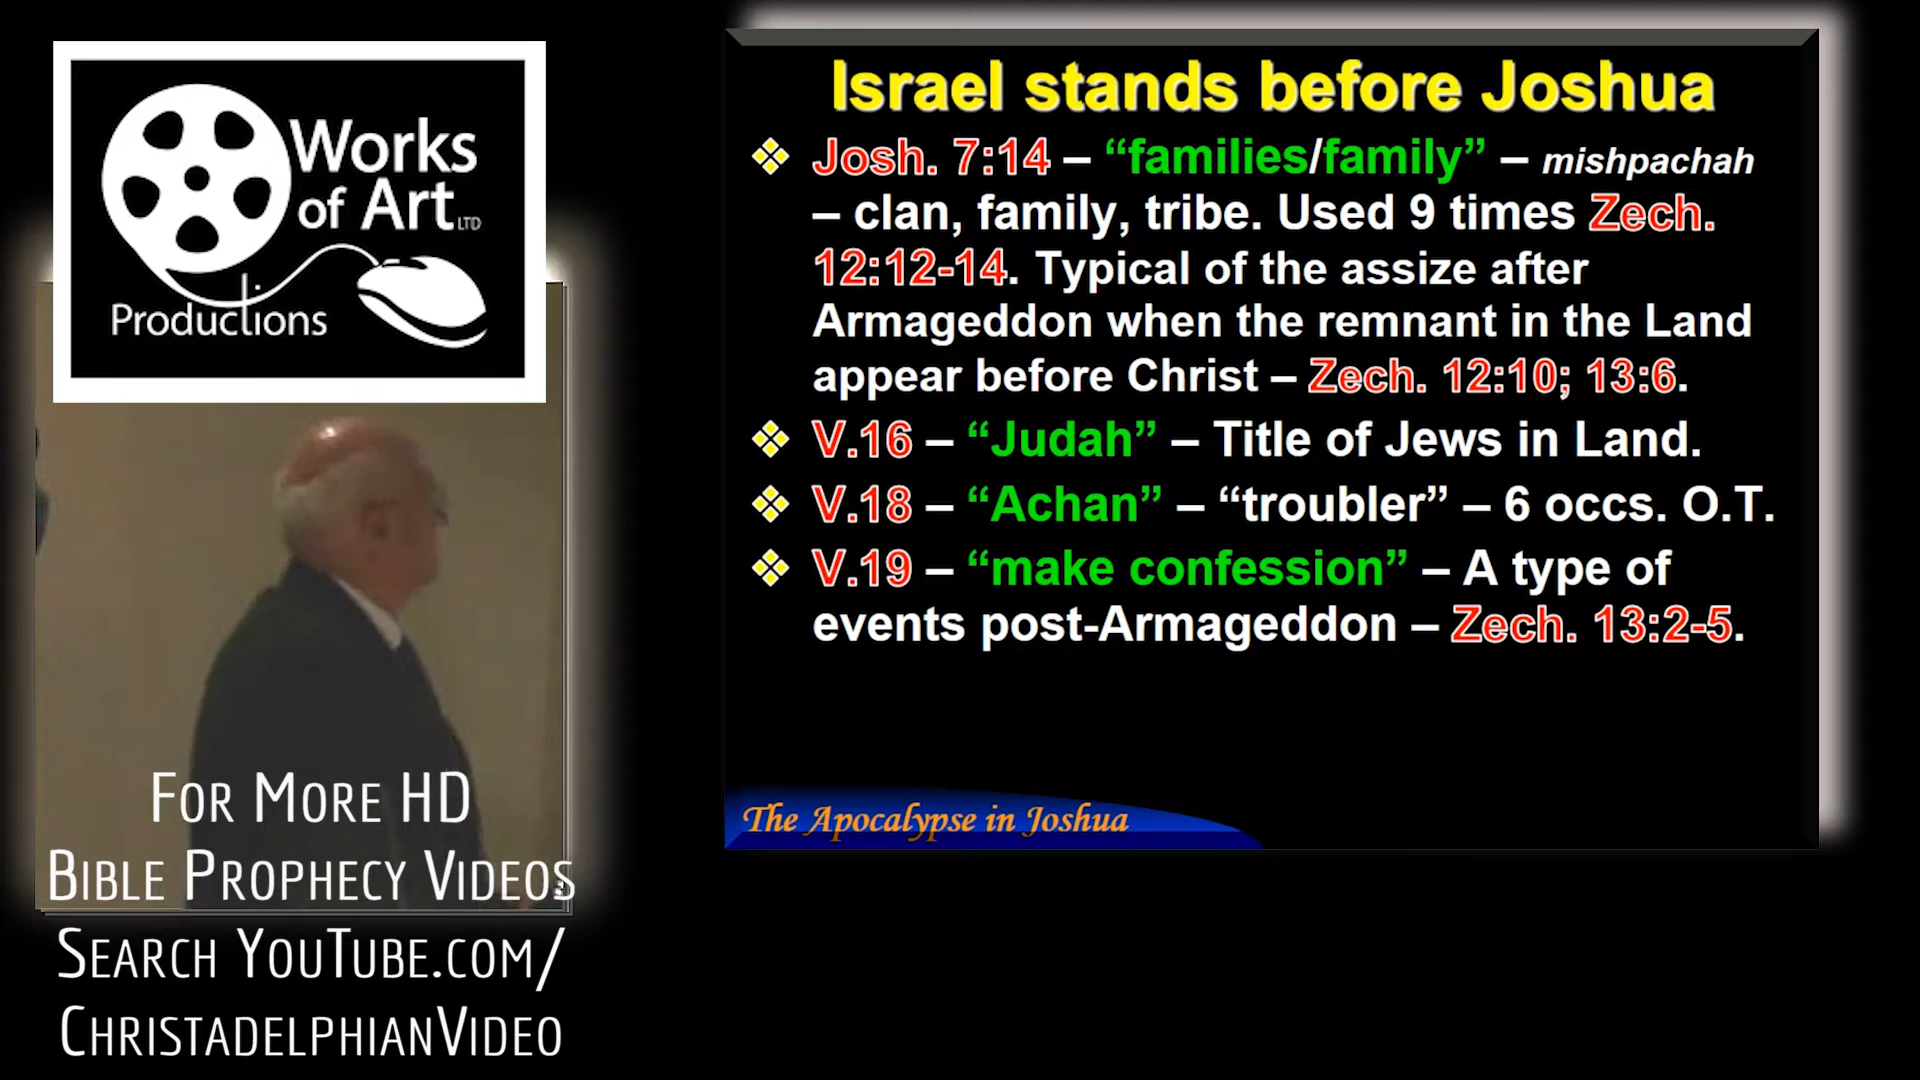 Works
of Art LTD
Productions
For More HD
Bible Prophecy Videos
Search YouTube.com/
ChristadelphianVideo
Israel stands before Joshua
Josh. 7:14 – “families/family” – mishpachah
– clan, family, tribe. Used 9 times Zech.
12:12-14. Typical of the assize after
Armageddon when the remnant in the Land
appear before Christ – Zech. 12:10; 13:6.
V.16 – “Judah” – Title of Jews in Land.
V.18 – “Achan” – “troubler” – 6 occs. O.T.
V.19 – “make confession” – A type of
events post-Armageddon – Zech. 13:2-5.
The Apocalypse in Joshua